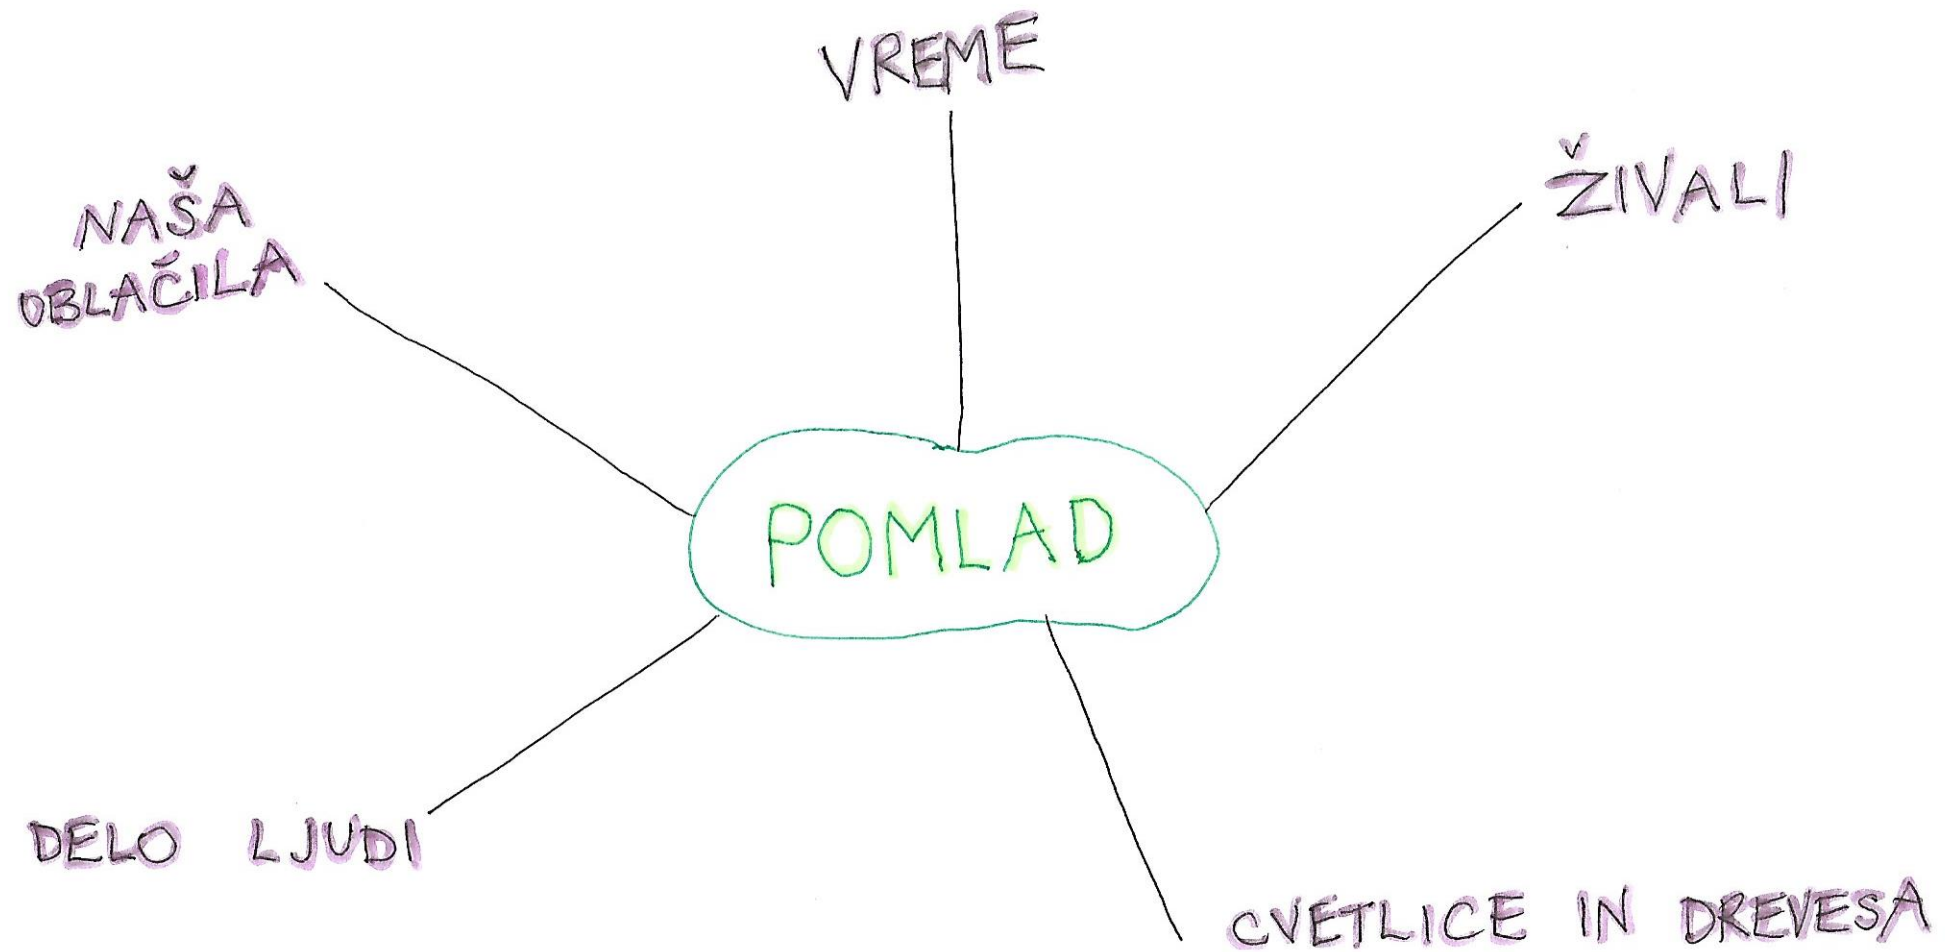 VREME
ŽIVALI
NAŠA
OBLAČILA
POMLAD
DELO LJUDI
CVETLICE IN DREVESA